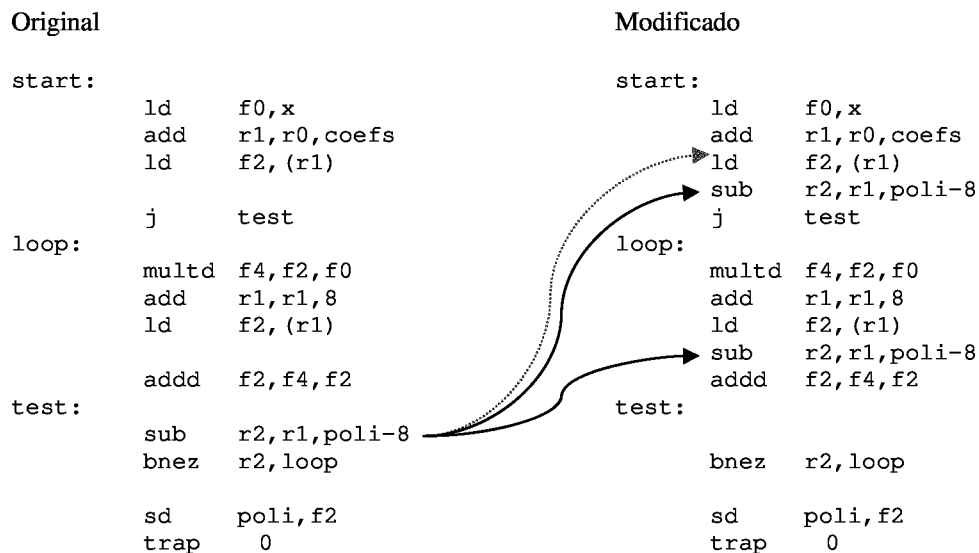 Original
start:
ld f0,x
add r1,r0,coefs
ld f2,(r1)
j test
loop:
multd f4,f2,f0
add r1,r1,8
ld f2,(r1)
addd f2,f4,f2
test:
sub r2,r1,poli-8
bnez r2,loop
sd poli,f2
trap 0
Modificado
start:
ld f0,x
add r1,r0,coefs
ld f2,(r1)
sub r2,r1,poli-8
j test
loop:
multd f4,f2,f0
add r1,r1,8
ld f2,(r1)
sub r2,r1,poli-8
addd f2,f4,f2
test:
bnez r2,loop
sd poli,f2
trap 0